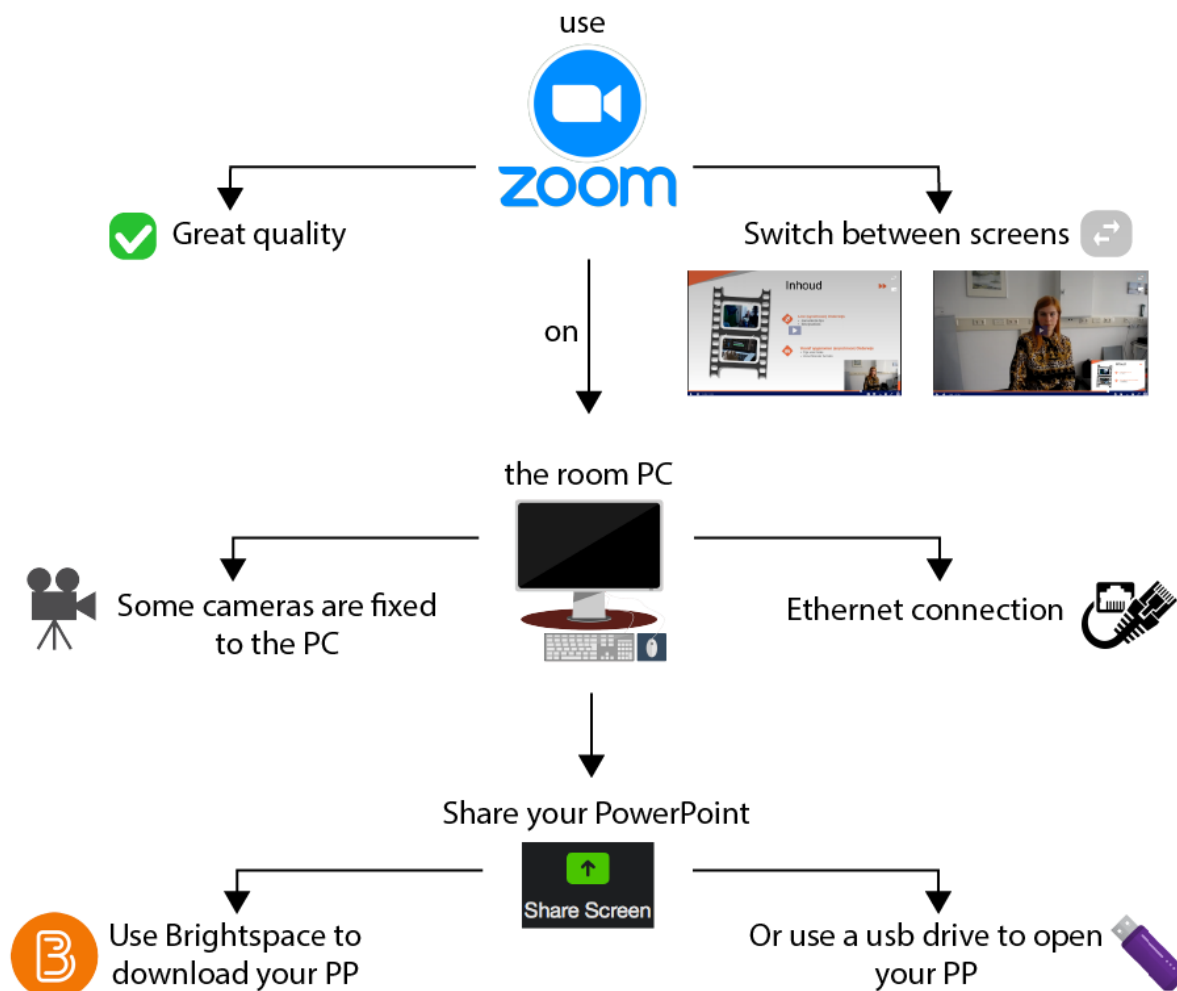 use
zoom
Great quality
Switch between screens
Inhoud
on
the room PC
Some cameras are fixed
to the PC
Ethernet connection
Share your PowerPoint
Share Screen
Use Brightspace to
download your PP
Or use a usb drive to open
your PP